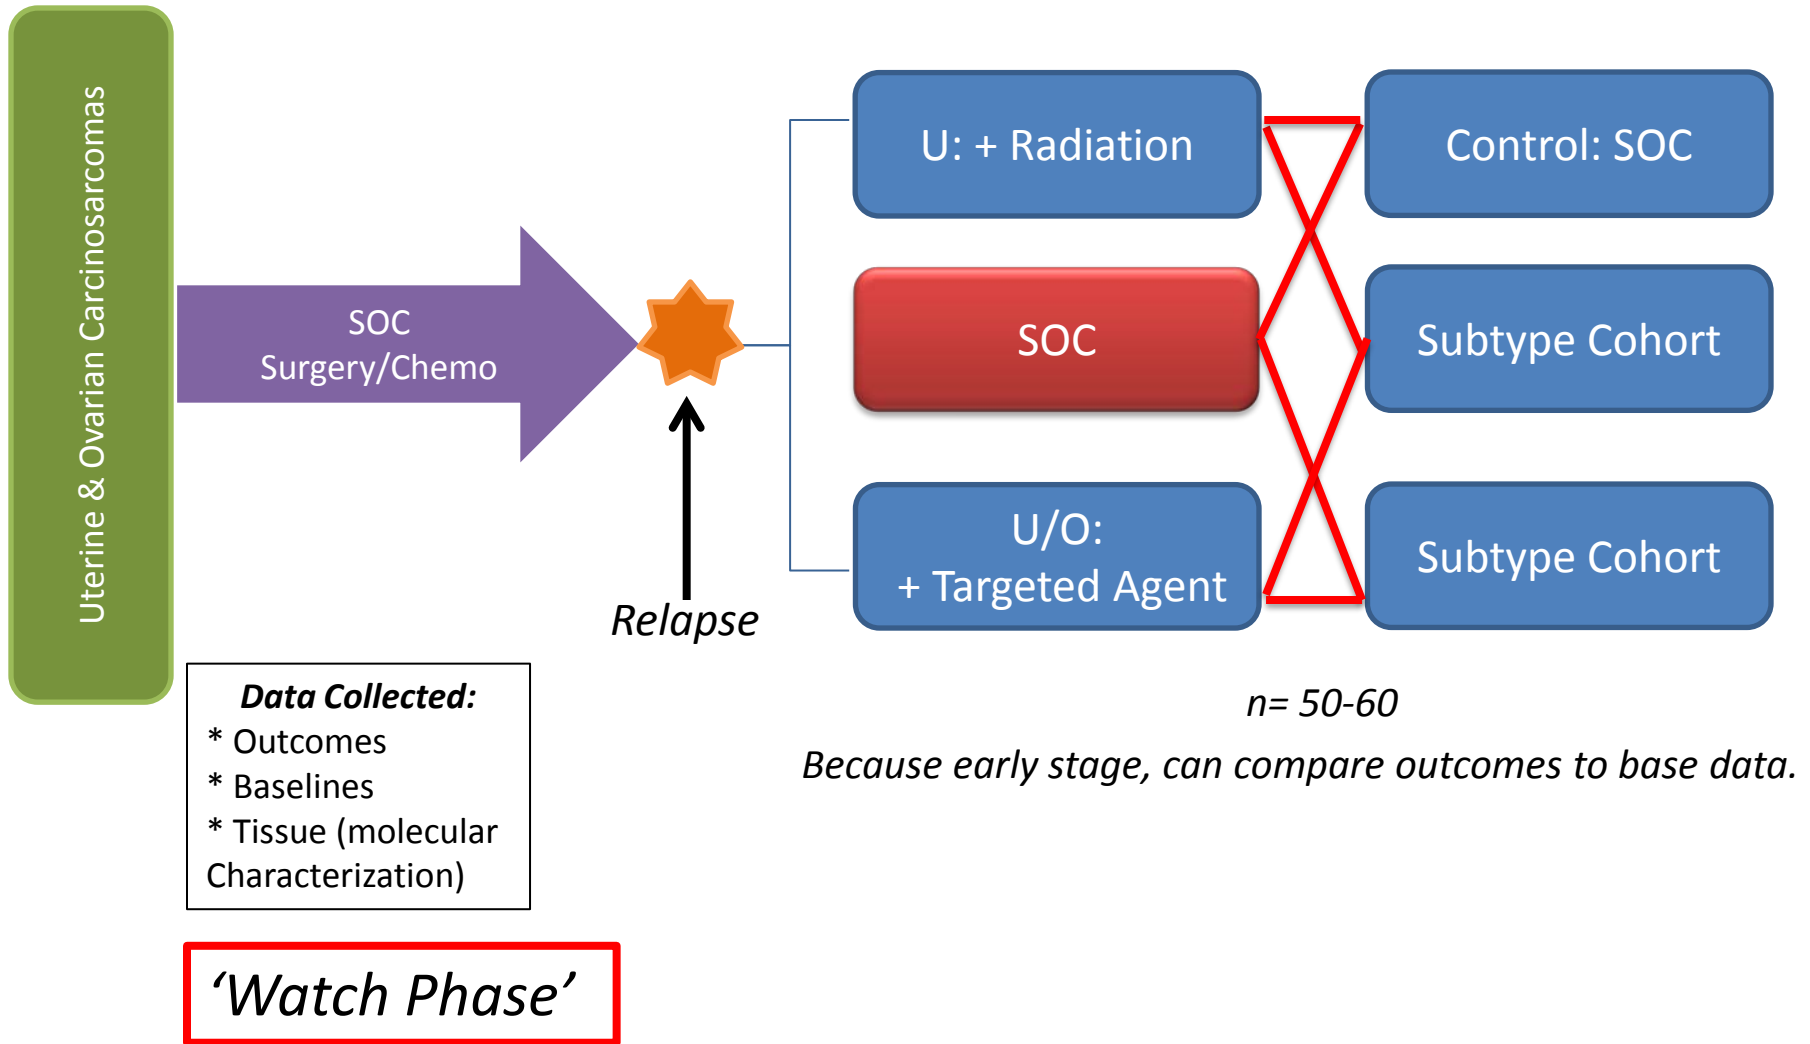 Uterine & Ovarian Carcinosarcomas
SOC
Surgery/Chemo
Relapse
U: + Radiation
SOC
U/O:
+ Targeted Agent
Control: SOC
Subtype Cohort
Subtype Cohort
Data Collected:
* Outcomes
* Baselines
* Tissue (molecular
Characterization)
n= 50-60
Because early stage, can compare outcomes to base data.
‘Watch Phase’